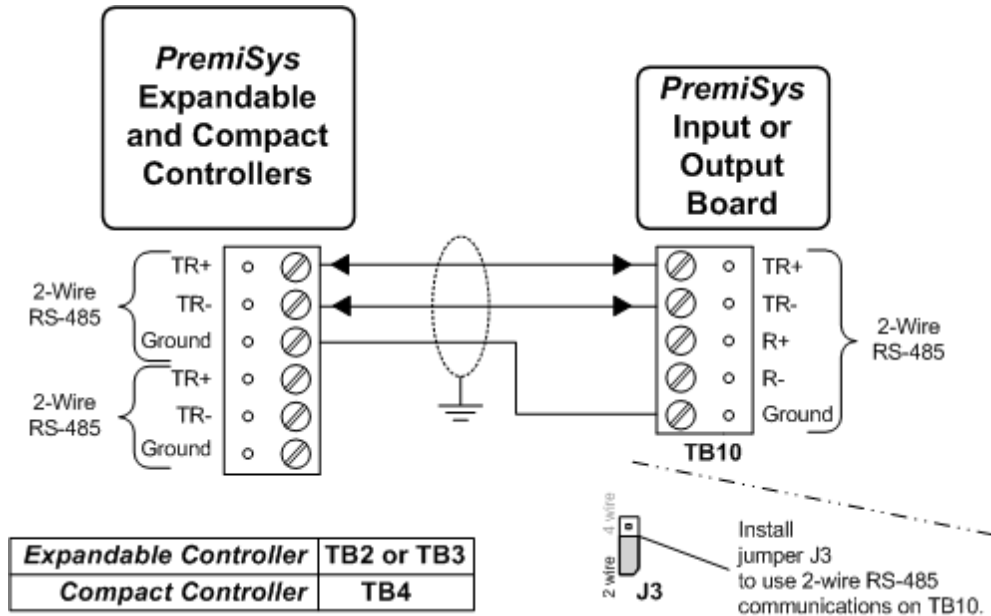 PremiSys
Expandable
and Compact
Controllers
PremiSys
Input or
Output
Board
2-Wire
RS-485
TR+
TR-
Ground
2-Wire
RS-485
TR+
TR-
Ground
TR+
TR-
R+
R-
Ground
2-Wire
RS-485
TB10
Expandable Controller TB2 or TB3
Compact Controller TB4
2 wire 4 wire
J3
Install
jumper J3
to use 2-wire RS-485
communications on TB10.